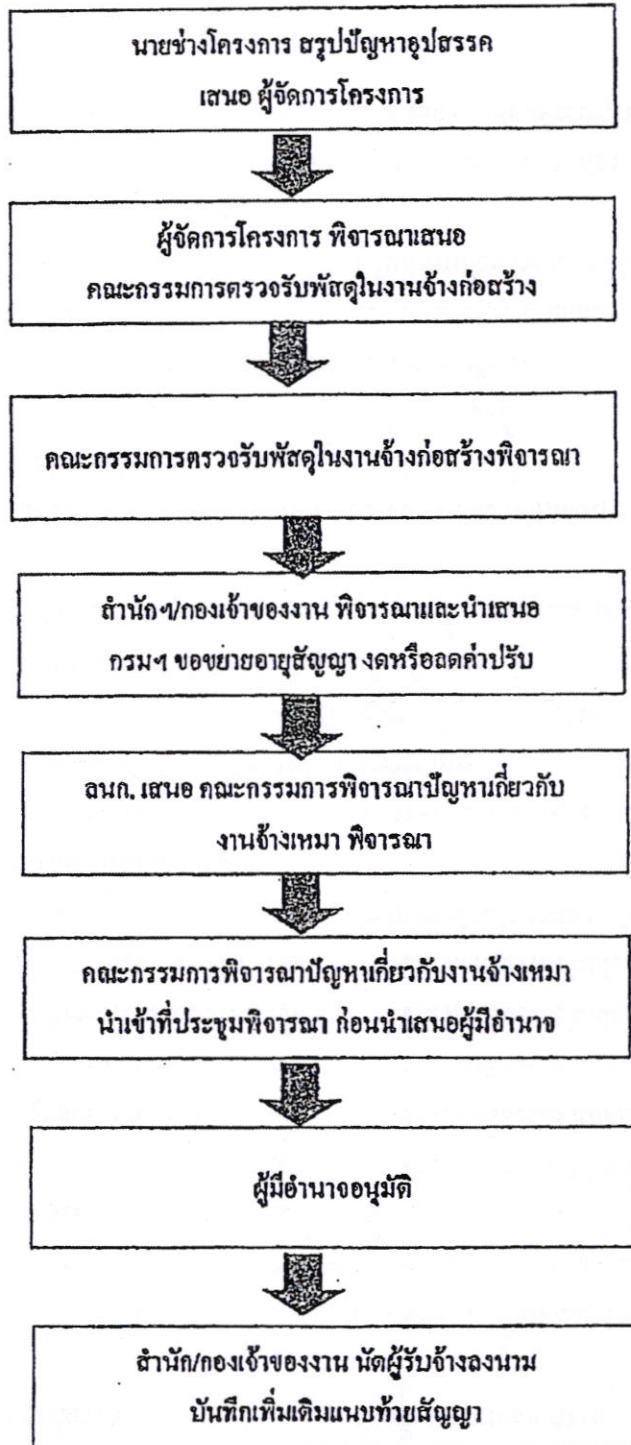 นายช่างโครงการ สรุปปัญหาอุปสรรค
เสนอ ผู้จัดการโครงการ
ผู้จัดการโครงการ พิจารณาเสนอ
คณะกรรมการตรวจรับพัสดุในงานจ้างก่อสร้าง
คณะกรรมการตรวจรับพัสดุในงานจ้างก่อสร้างพิจารณา
สำนักฯ/กองเจ้าของงาน พิจารณาและนำเสนอ
กรมฯ ขอขยายอายุสัญญา งดหรือลดค่าปรับ
ลนก. เสนอ คณะกรรมการพิจารณาปัญหาเกี่ยวกับ
งานจ้างเหมา พิจารณา
คณะกรรมการพิจารณาปัญหาเกี่ยวกับงานจ้างเหมา
นำเข้าที่ประชุมพิจารณา ก่อนนำเสนอผู้มีอำนาจ
ผู้มีอำนาจอนุมัติ
สำนัก/กองเจ้าของงาน นัดผู้รับจ้างลงนาม
บันทึกเพิ่มเติมแนบท้ายสัญญา